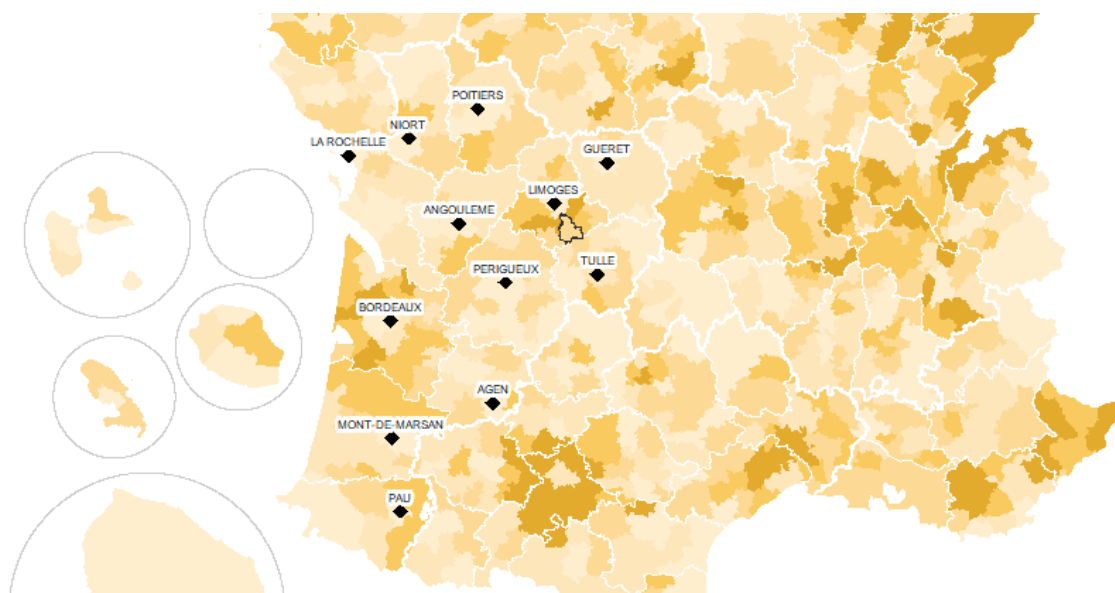 POITIERS
NIORT
LA ROCHELLE
GUERET
LIMOGES
ANGOULEME
TULLE
PERIGUEUX
BORDEAUX
AGEN
MONT-DE-MARSAN
PAU